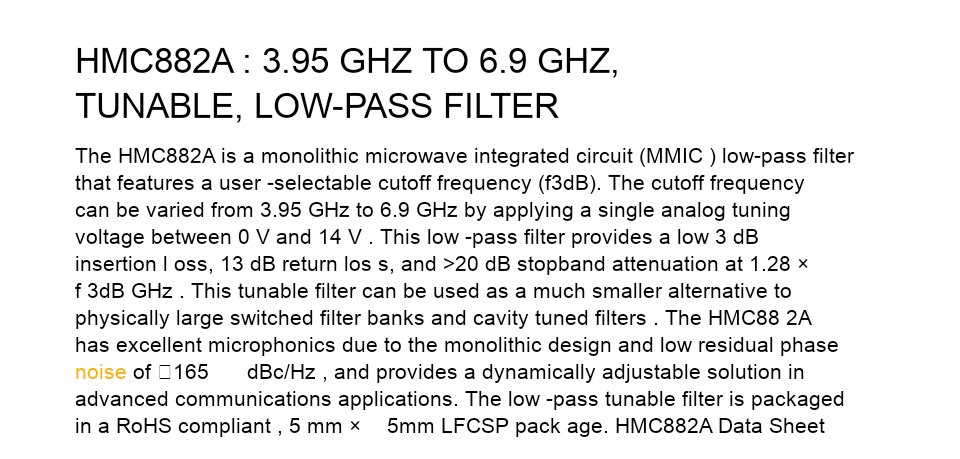 HMC882A : 3.95 GHZ TO 6.9 GHZ,
TUNABLE, LOW-PASS FILTER
The HMC882A is a monolithic microwave integrated circuit (MMIC ) low-pass filter
that features a user -selectable cutoff frequency (f3dB). The cutoff frequency
can be varied from 3.95 GHz to 6.9 GHz by applying a single analog tuning
voltage between 0 V and 14 V . This low -pass filter provides a low 3 dB
insertion l oss, 13 dB return los s, and >20 dB stopband attenuation at 1.28 ×
f 3dB GHz . This tunable filter can be used as a much smaller alternative to
physically large switched filter banks and cavity tuned filters . The HMC88 2A
has excellent microphonics due to the monolithic design and low residual phase
noise of □165 dBc/Hz , and provides a dynamically adjustable solution in
advanced communications applications. The low -pass tunable filter is packaged
in a RoHS compliant , 5 mm × 5mm LFCSP pack age. HMC882A Data Sheet